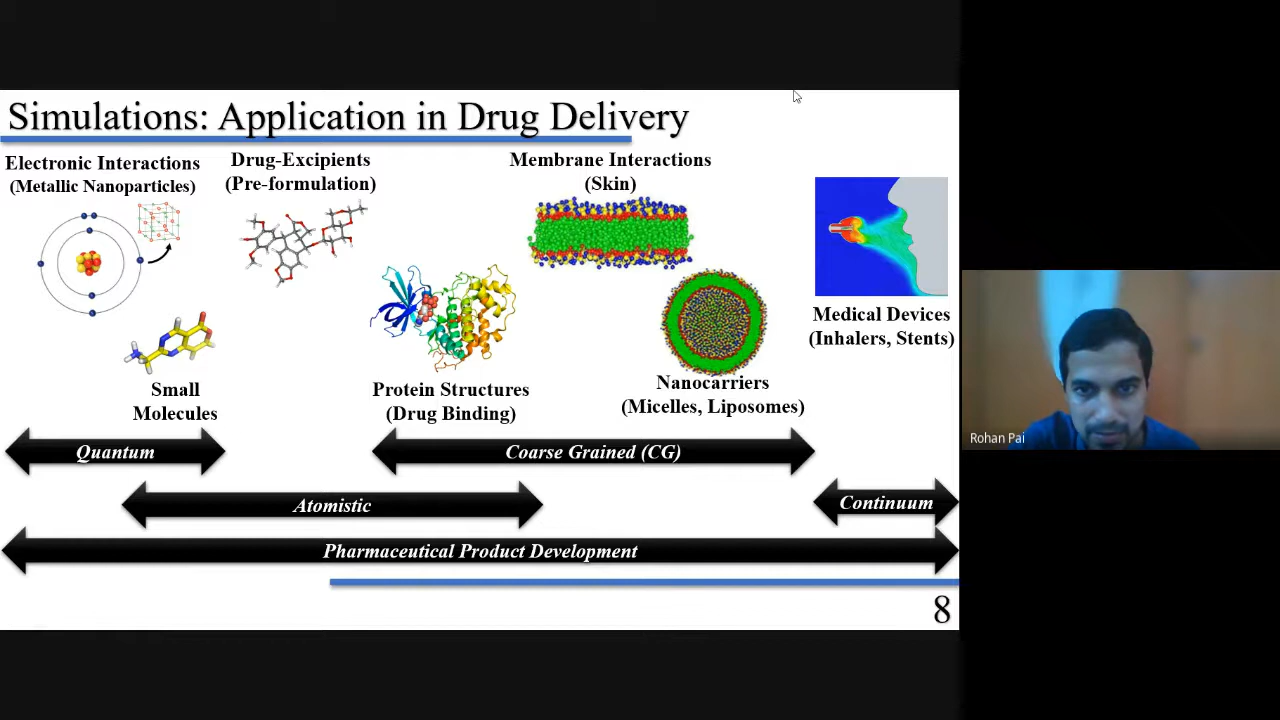 Simulations: Application in Drug Delivery
Electronic Interactions
(Metallic Nanoparticles)
Drug-Excipients
(Pre-formulation)
Membrane Interactions
(Skin)
Medical Devices
(Inhalers, Stents)
Small
Molecules
Protein Structures
(Drug Binding)
Nanocarriers
(Micelles, Liposomes)
Quantum
Coarse Grained (CG)
Atomistic
Continuum
Pharmaceutical Product Development
8
Rohan Pai